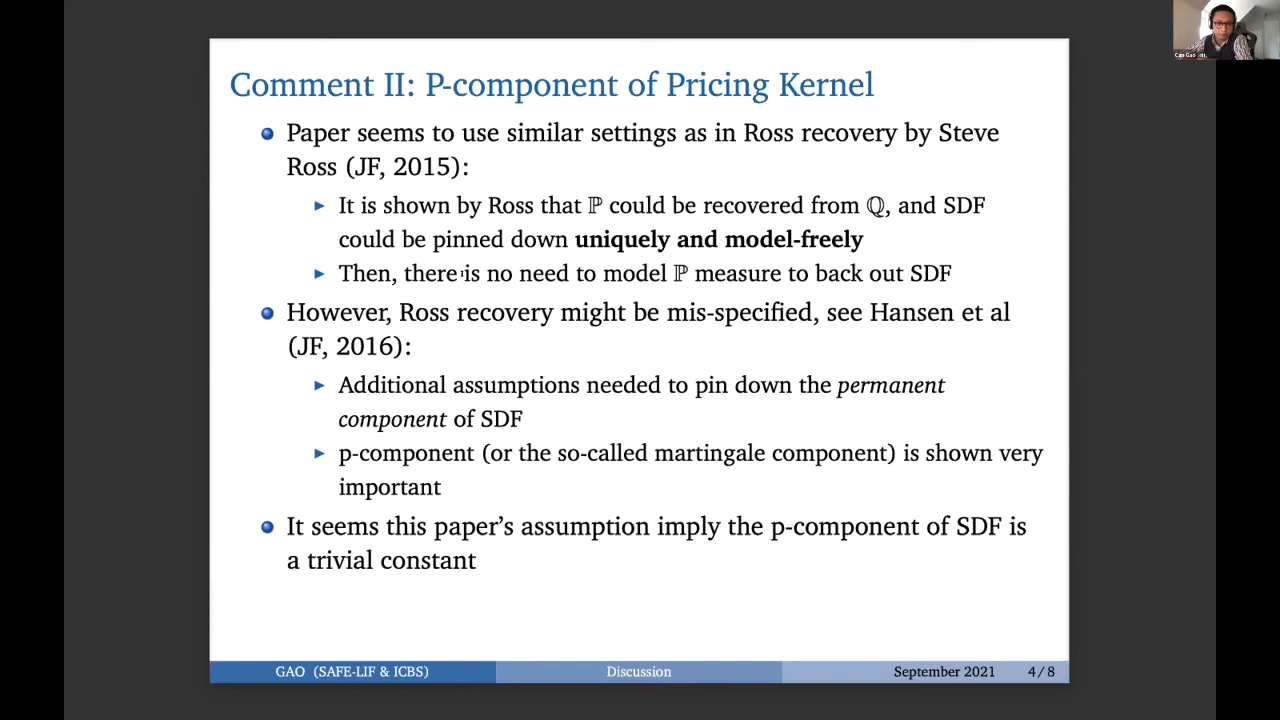 Comment II: P-component of Pricing Kernel
Paper seems to use similar settings as in Ross recovery by Steve
Ross (JF, 2015):
It is shown by Ross that ℙ could be recovered from ℚ, and SDF
could be pinned down uniquely and model-freely
Then, there is no need to model ℙ measure to back out SDF
However, Ross recovery might be mis-specified, see Hansen et al
(JF, 2016):
Additional assumptions needed to pin down the permanent
component of SDF
p-component (or the so-called martingale component) is shown very
important
It seems this paper's assumption imply the p-component of SDF is
a trivial constant
GAO (SAFE-LIF & ICBS) Discussion September 2021 4/8
Can Gao